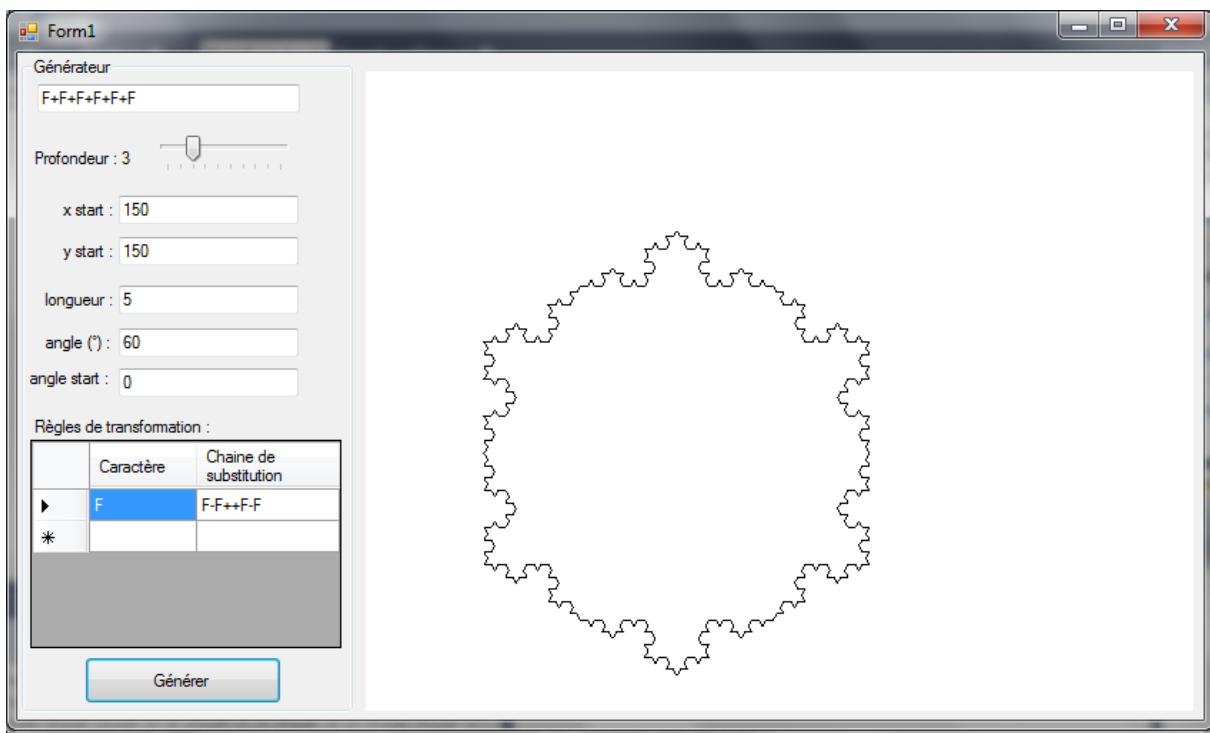 Form1
Générateur
F+F+F+F+F+F
Profondeur : 3
x start : 150
y start : 150
longueur : 5
angle (°) : 60
angle start : 0
Règles de transformation :
Caractère
Chaine de
substitution
F
F-F++F-F
Générer